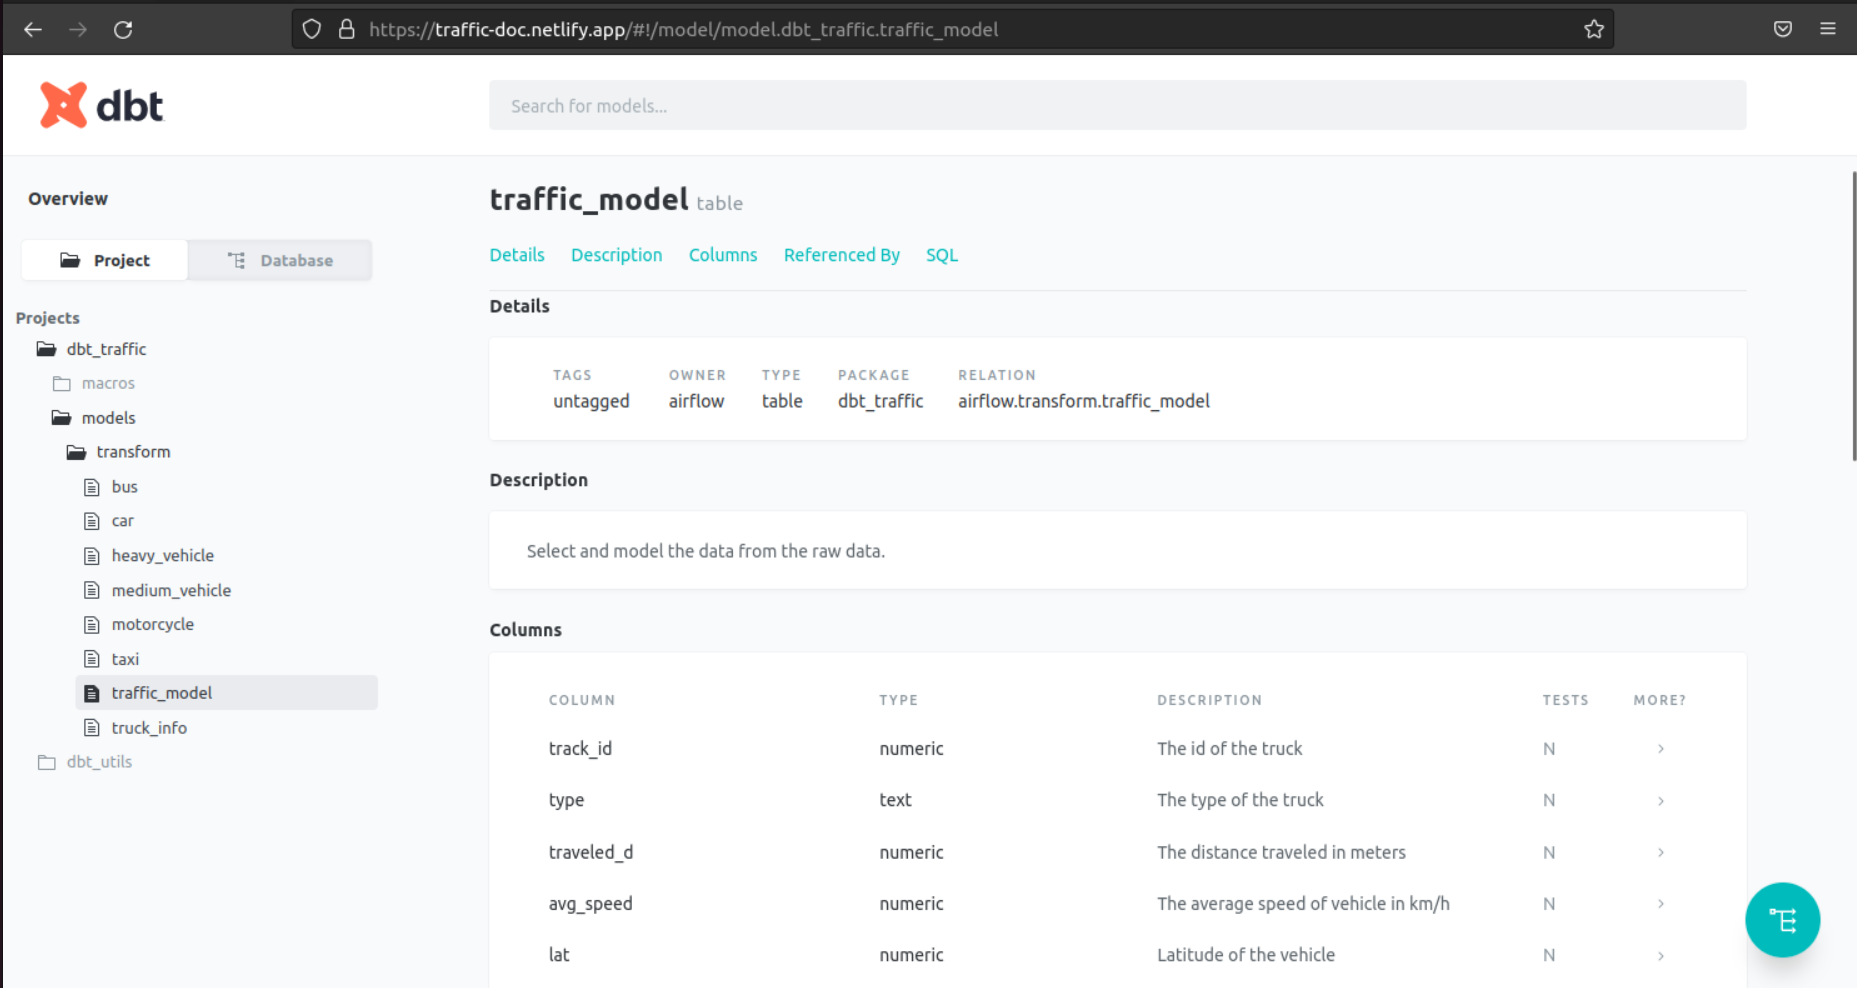 https://traffic-doc.netlify.app/#!/model/model.dbt_traffic.traffic_model
dbt
Search for models...
Overview
Project
Database
Projects
dbt_traffic
macros
models
transform
bus
car
heavy_vehicle
medium_vehicle
motorcycle
taxi
traffic_model
truck_info
dbt_utils
traffic_model table
Details Description Columns Referenced By SQL
Details
TAGS OWNER TYPE PACKAGE RELATION
untagged airflow table dbt_traffic airflow.transform.traffic_model
Description
Select and model the data from the raw data.
Columns
COLUMN TYPE DESCRIPTION TESTS MORE?
track_id numeric The id of the truck N
type text The type of the truck N
traveled_d numeric The distance traveled in meters N
avg_speed numeric The average speed of vehicle in km/h N
lat numeric Latitude of the vehicle N